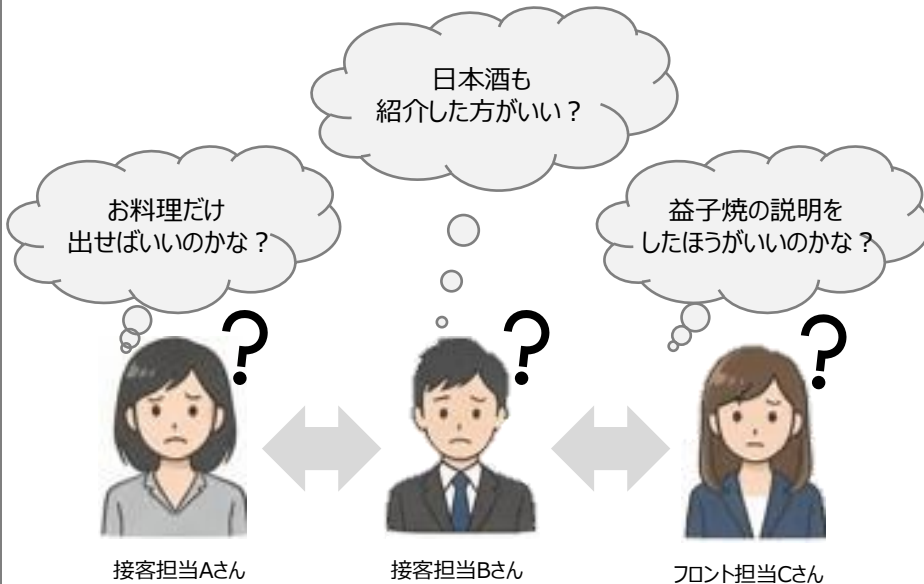 日本酒も
紹介した方がいい？
お料理だけ
出せばいいのかな？
益子焼の説明を
したほうがいいのかな？
?
?
?
接客担当Aさん
接客担当Bさん
フロント担当Cさん